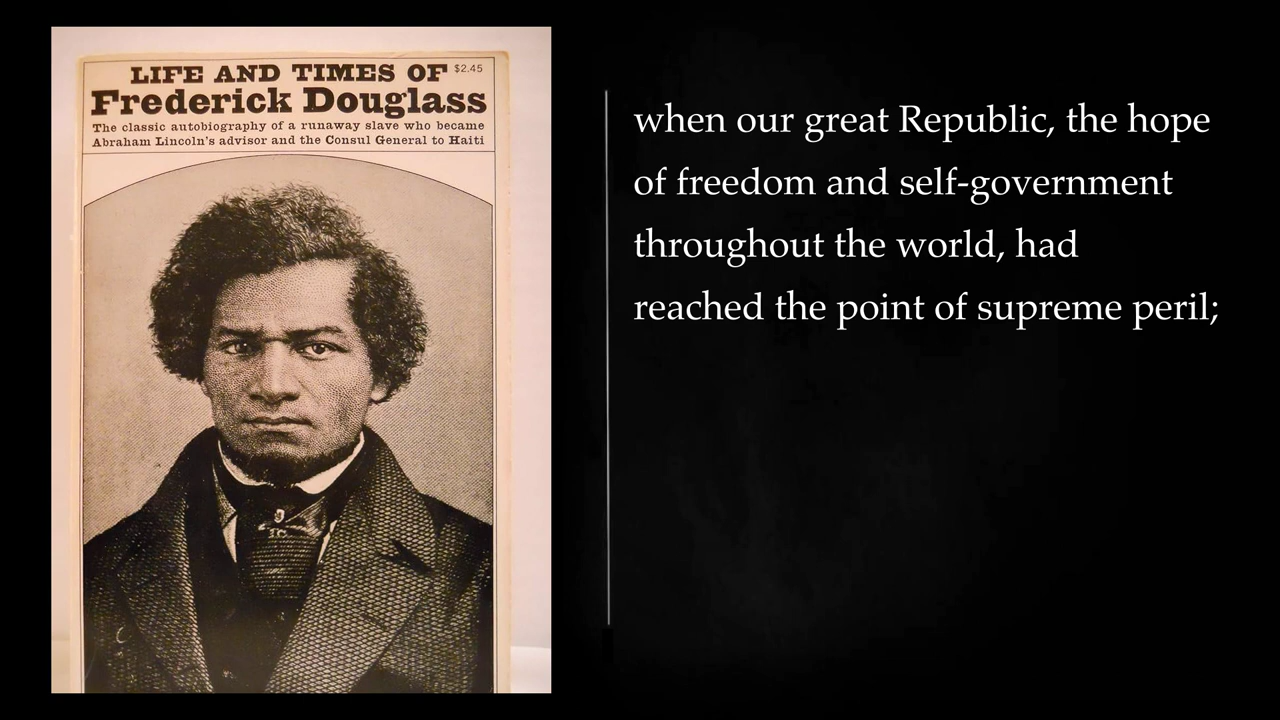 LIFE AND TIMES OF $2.45
Frederick Douglass
The classic autobiography of a runaway slave who became
Abraham Lincoln's advisor and the Consul General to Haiti
when our great Republic, the hope
of freedom and self-government
throughout the world, had
reached the point of supreme peril;